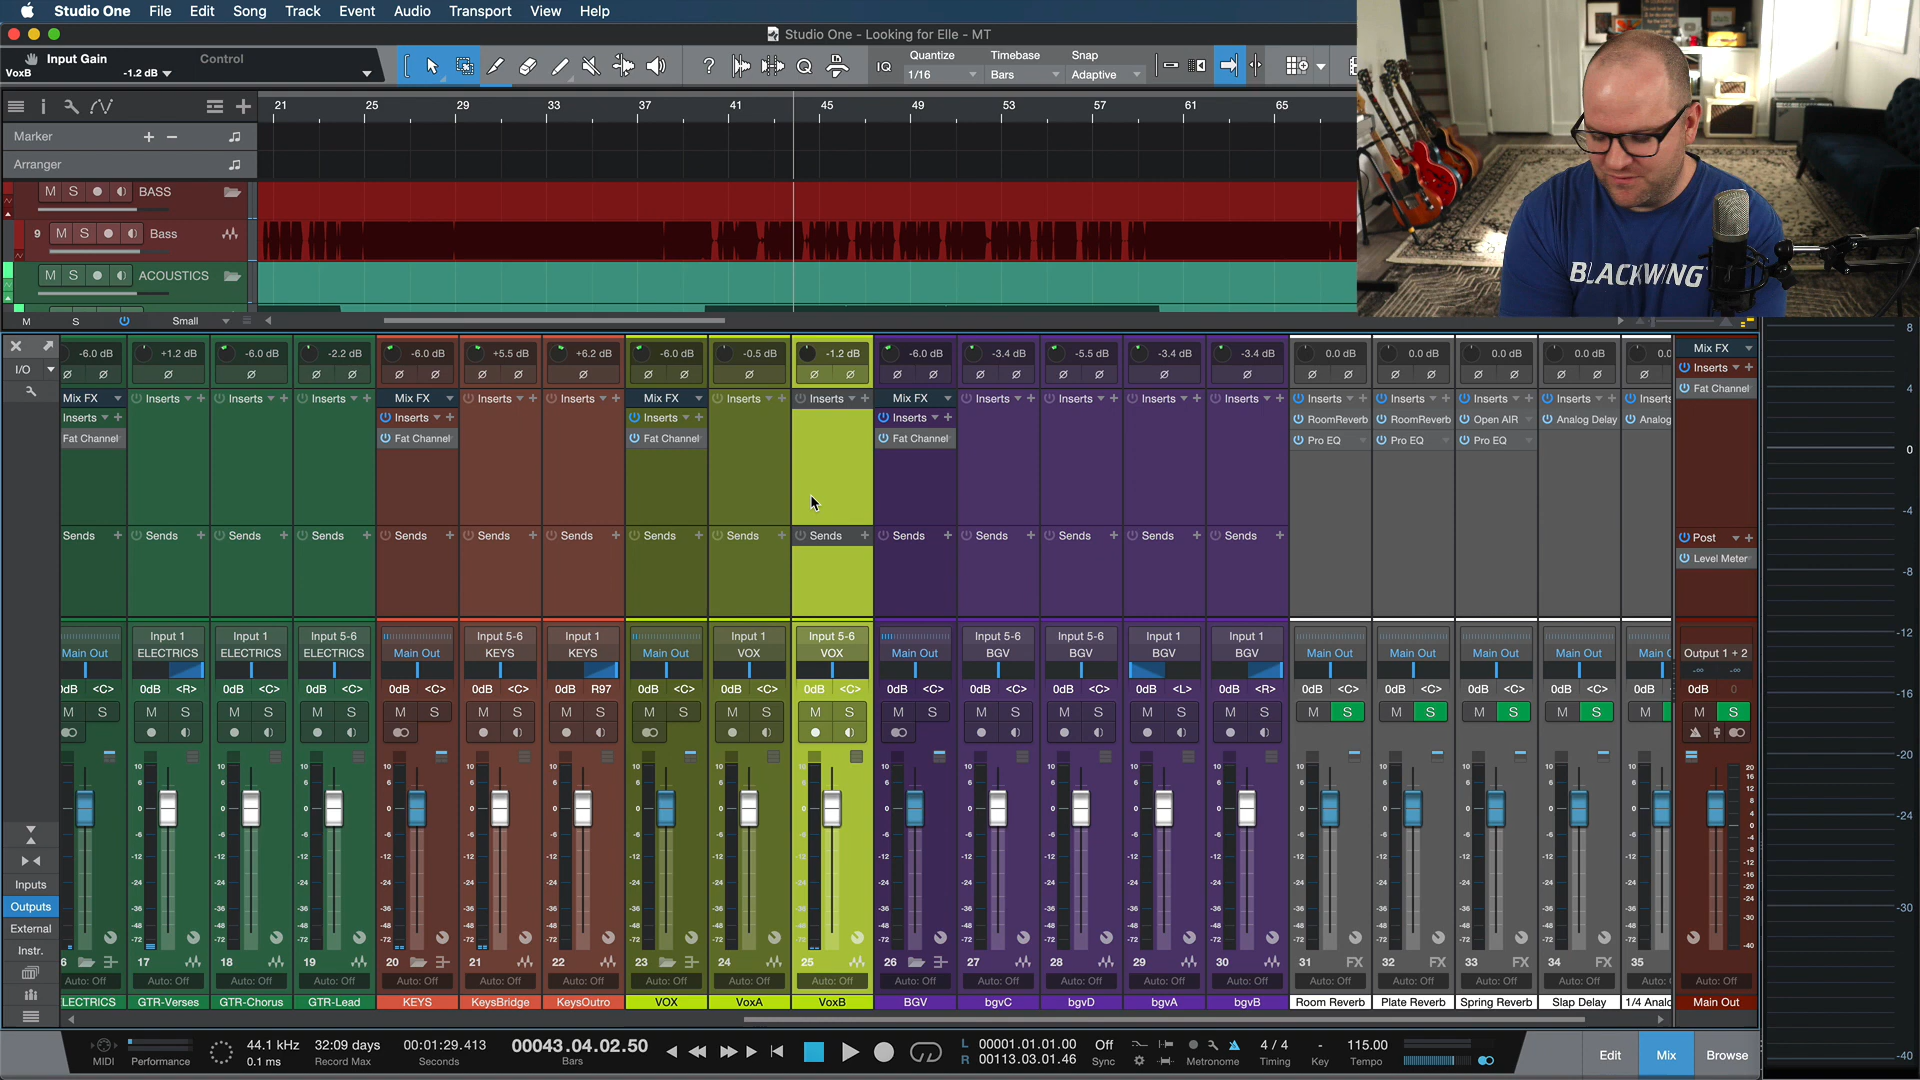 Studio One File Edit Song Track Event Audio Transport View Help
Studio One - Looking for Elle - MT
Input Gain Control
VoxB -1.2 dB
IQ
Quantize Timebase Snap
1/16 Bars Adaptive
21 25 29 33 37 41 45 49 53 57 61 65
Marker
Arranger
M S BASS
9 M S Bass
M S ACOUSTICS
M S Small
BLACKWING
I/O
-6.0 dB +1.2 dB -6.0 dB -2.2 dB -6.0 dB +5.5 dB +6.2 dB -6.0 dB -0.5 dB -1.2 dB -6.0 dB -3.4 dB -5.5 dB -3.4 dB -3.4 dB 0.0 dB 0.0 dB 0.0 dB 0.0 dB 0.0 Mix FX
Mix FX Inserts Inserts Inserts Mix FX Inserts Inserts Mix FX Inserts Inserts Mix FX Inserts Inserts Inserts Inserts Inserts Inserts Inserts Inserts Inserts Inserts
Inserts Inserts Inserts Inserts RoomReverb RoomReverb Open AIR Analog Delay Analog Fat Channel
Fat Channel Fat Channel Fat Channel Fat Channel Pro EQ Pro EQ Pro EQ
Sends Sends Sends Sends Sends Sends Sends Sends Sends Sends Sends Sends Sends Sends Sends Post
Level Meter
Input 1 Input 1 Input 5-6 Input 5-6 Input 1 Input 1 Input 5-6 Input 5-6 Input 5-6 Input 1 Input 1
Main Out ELECTRICS ELECTRICS ELECTRICS Main Out KEYS KEYS Main Out VOX VOX Main Out BGV BGV BGV BGV Main Out Main Out Main Out Main Out Main Output 1 + 2
0dB <C> 0dB <R> 0dB <C> 0dB <C> 0dB <C> 0dB <C> 0dB R97 0dB <C> 0dB <C> 0dB <C> 0dB <C> 0dB <C> 0dB <C> 0dB <L> 0dB <R> 0dB <C> 0dB <C> 0dB <C> 0dB <C> 0dB 0dB 0
M S M S M S M S M S M S M S M S M S M S M S M S M S M S M S M S M S M S M S M M S
Inputs
Outputs
External
Instr.
6 17 18 19 20 21 22 23 24 25 26 27 28 29 30 31 FX 32 FX 33 FX 34 FX 35
Auto: Off Auto: Off Auto: Off Auto: Off Auto: Off Auto: Off Auto: Off Auto: Off Auto: Off Auto: Off Auto: Off Auto: Off Auto: Off Auto: Off Auto: Off Auto: Off Auto: Off Auto: Off Auto: Off Auto: Off
LECTRICS GTR-Verses GTR-Chorus GTR-Lead KEYS KeysBridge KeysOutro VOX VoxA VoxB BGV bgvC bgvD bgvA bgvB Room Reverb Plate Reverb Spring Reverb Slap Delay 1/4 Analo Main Out
8
4
0
-4
-8
-12
-16
-20
-24
-30
-40
MIDI Performance
44.1 kHz 32:09 days 00:01:29.413 00043.04.02.50 L 00001.01.01.00 Off 4 / 4 - 115.00
0.1 ms Record Max Seconds Bars R 00113.03.01.46 Sync Metronome Timing Key Tempo
Edit Mix Browse